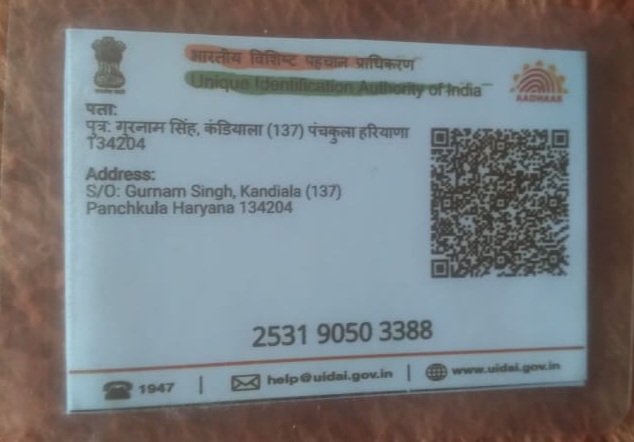 भारतीय विशिष्ट पहचान प्राधिकरण
Unique Identification Authority of India
AADHAAR
पता:
पुत्र: गुरनाम सिंह, कंडियाला (137) पंचकुला हरियाणा
134204
Address:
S/O: Gurnam Singh, Kandiala (137)
Panchkula Haryana 134204
2531 9050 3388
1947 | help@uidai.gov.in | www.uidai.gov.in